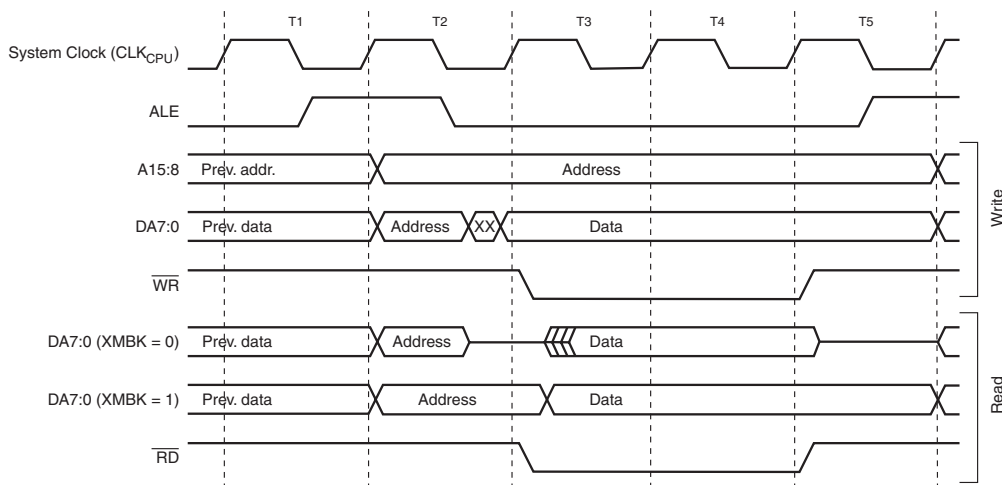 T1 T2 T3 T4 T5
System Clock (CLKCPU)
ALE
A15:8 Prev. addr. Address
DA7:0 Prev. data Address XX Data
WR
Write
DA7:0 (XMBK = 0) Prev. data Address Data
DA7:0 (XMBK = 1) Prev. data Address Data
RD
Read